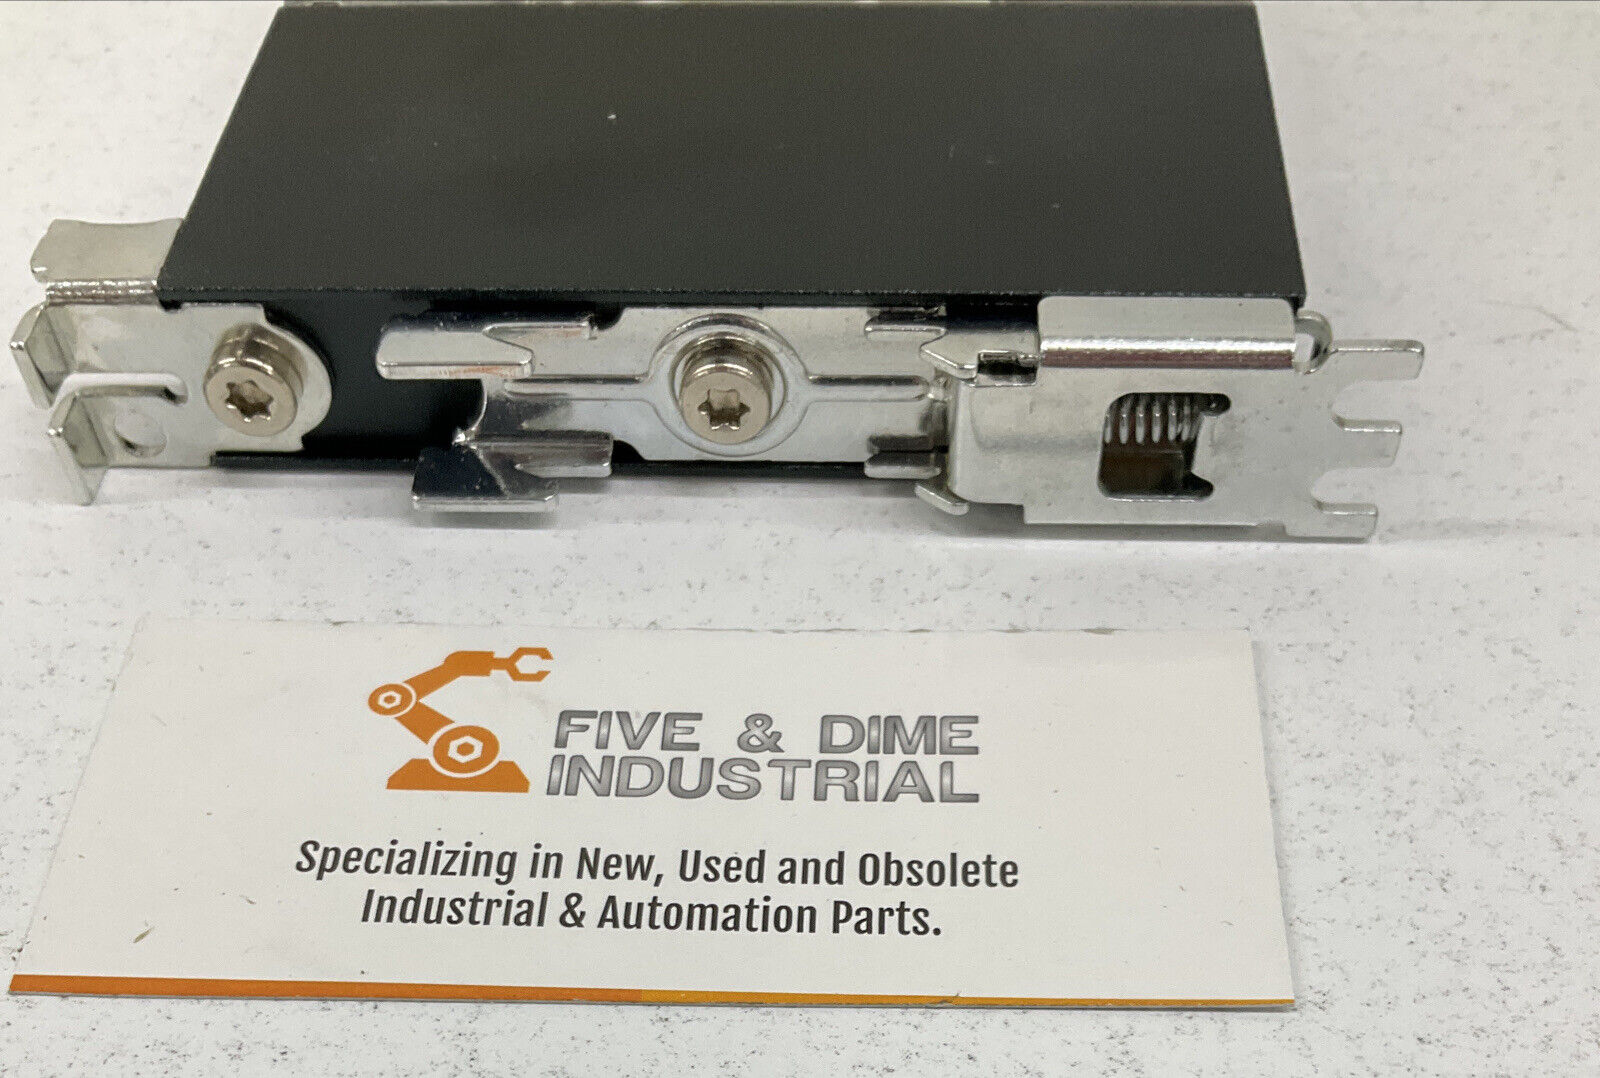 FIVE & DIME
INDUSTRIAL
Specializing in New, Used and Obsolete
Industrial & Automation Parts.